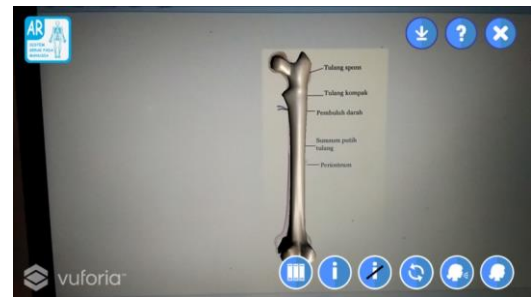 AR
Tulang spons
Tulang kompak
Pembuluh darah
Sumsum putih
tulang
Periosteum
vuforia